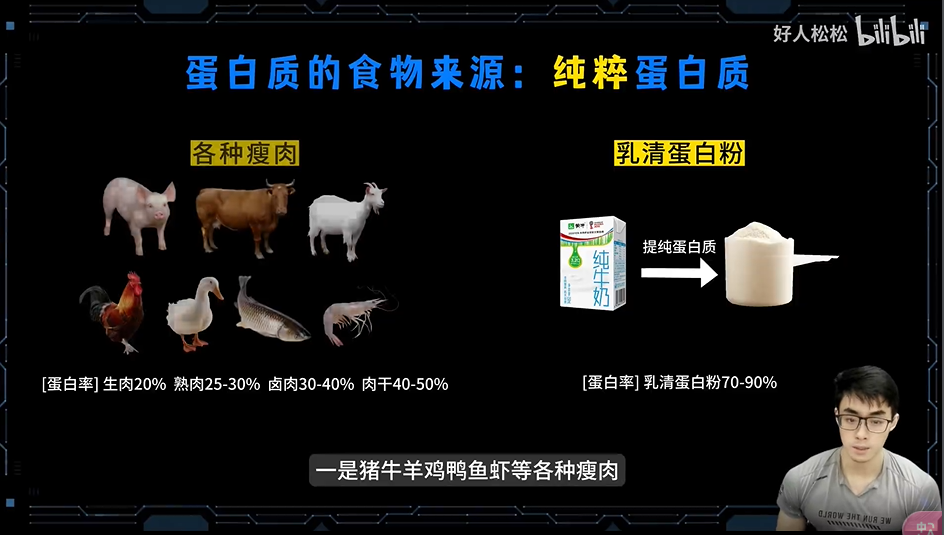 好人松松 bilibili
蛋白质的食物来源：纯粹蛋白质
各种瘦肉
乳清蛋白粉
纯牛奶
提纯蛋白质
[蛋白率] 生肉20% 熟肉25-30% 卤肉30-40% 肉干40-50%
[蛋白率] 乳清蛋白粉70-90%
一是猪牛羊鸡鸭鱼虾等各种瘦肉
WE RUN THE WORLD